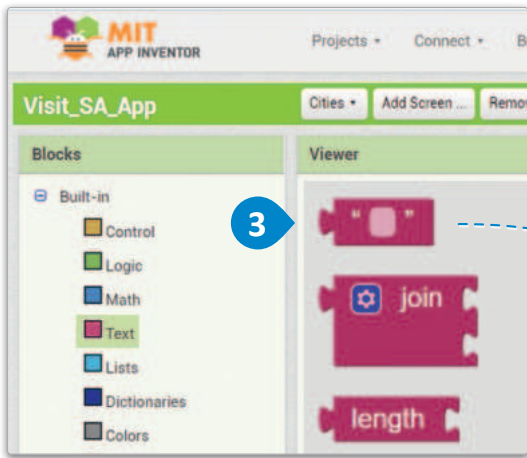 MIT
APP INVENTOR
Projects
Connect
B
Visit_SA_App
Cities
Add Screen ...
Remov
Blocks
Viewer
Built-in
Control
Logic
Math
Text
Lists
Dictionaries
Colors
3
" "
join
length